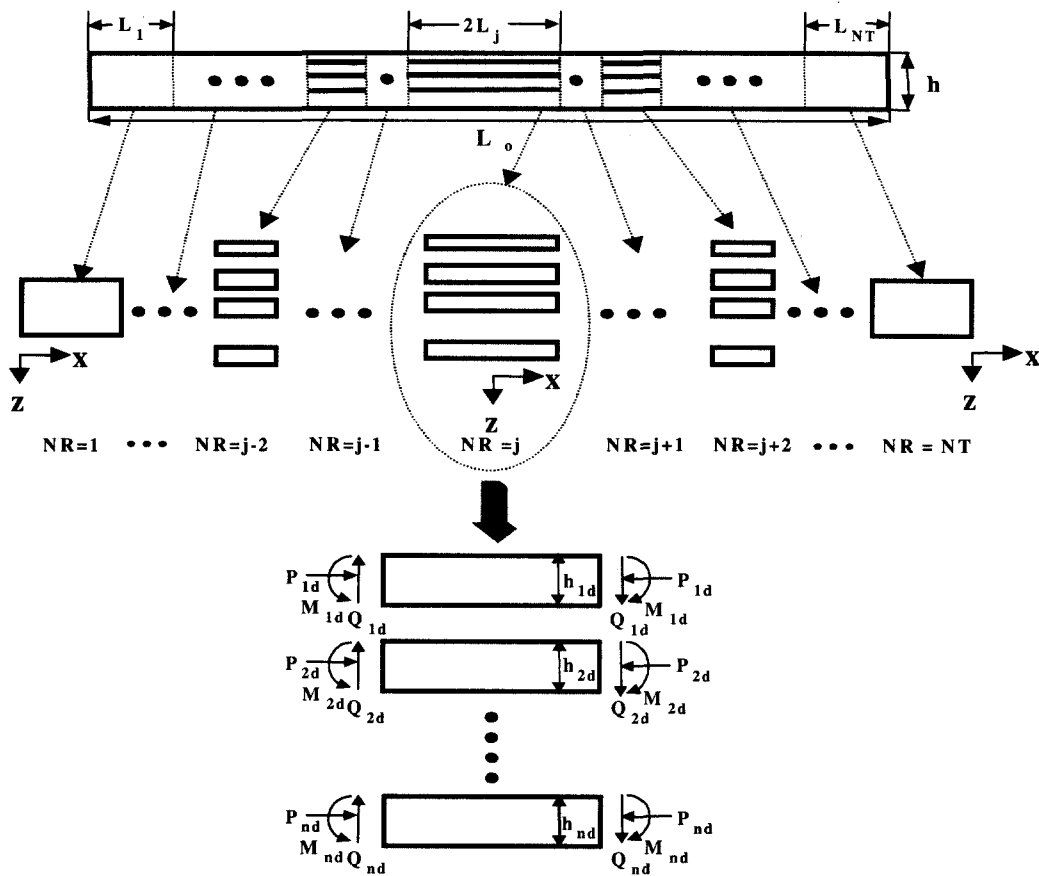 L 1
2L j
L NT
h
L o
X
Z
X
Z
X
Z
NR=1 ••• NR=j-2 NR=j-1 NR =j NR=j+1 NR=j+2 ••• NR = NT
P 1d
M 1d
Q 1d
h 1d
P 1d
M 1d
Q 1d
P 2d
M 2d
Q 2d
h 2d
P 2d
M 2d
Q 2d
P nd
M nd
Q nd
h nd
P nd
M nd
Q nd